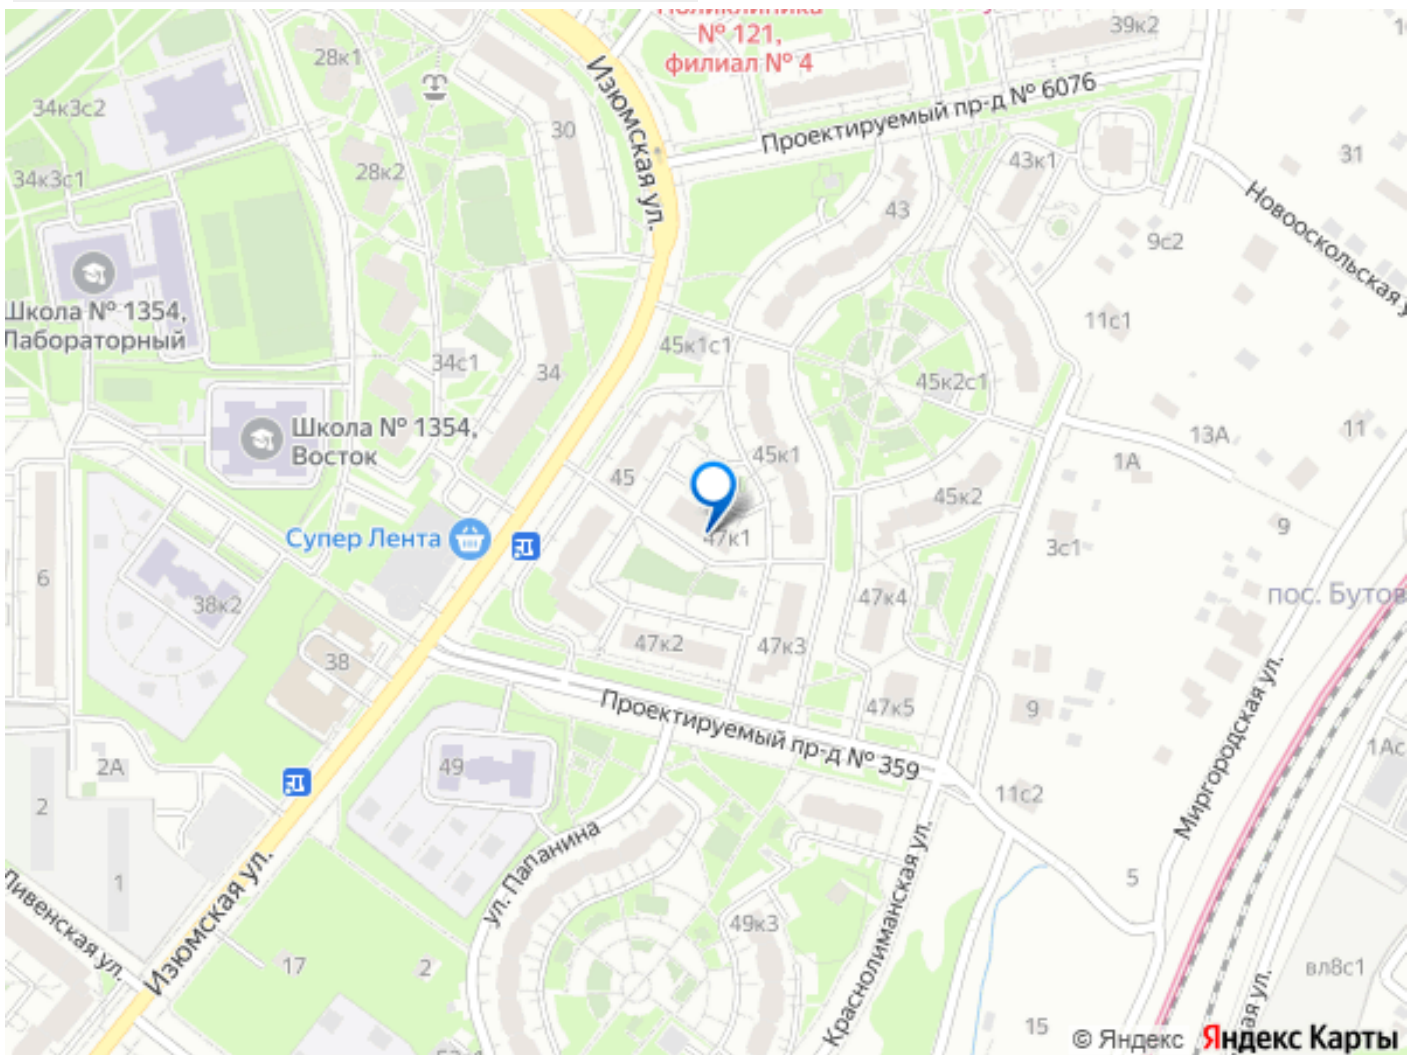 Поликлиника
№ 121,
филиал № 4
39к2
28к1
Изюмская ул.
Проектируемый пр-д № 6076
34к3с2
30
31
43к1
28к2
34к3с1
Новооскольская
43
9с2
Школа № 1354,
Лабораторный
11с1
45к1с1
34с1
34
45к2с1
Школа № 1354,
Восток
13А
11
45к1
1А
45
45к2
9
Супер Лента
47к1
3с1
6
38к2
47к4
пос. Бутов
47к2
47к3
38
47к5
9
Проектируемый пр-д № 359
Миргородская ул.
49
2А
1Ас
11с2
2
ул. Папанина
Краснолиманская ул.
5
1
Ливенская ул.
Изюмская ул.
49к3
17
2
вл8с1
15
ая ул.
© Яндекс Яндекс Карты